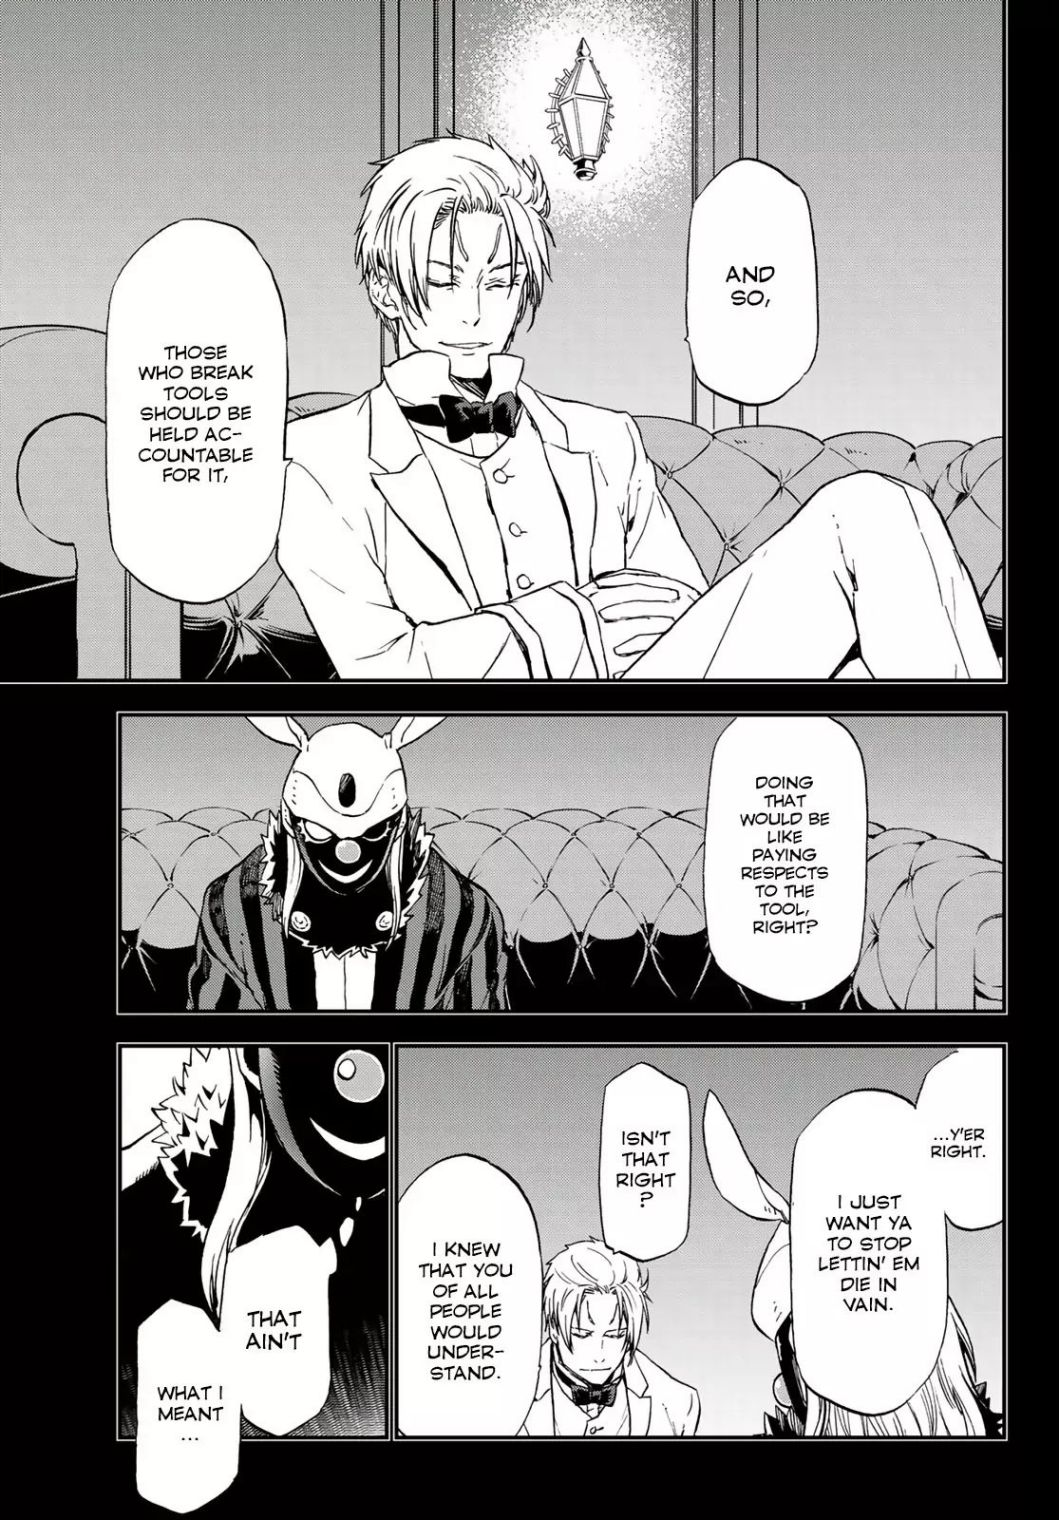 AND
SO,
THOSE
WHO BREAK
TOOLS
SHOULD BE
HELD AC-
COUNTABLE
FOR IT,
DOING
THAT
WOULD BE
LIKE
PAYING
RESPECTS
TO THE
TOOL,
RIGHT?
...Y'ER
RIGHT.
I JUST
WANT YA
TO STOP
LETTIN' EM
DIE IN
VAIN.
ISN'T
THAT
RIGHT
?
I KNEW
THAT YOU
OF ALL
PEOPLE
WOULD
UNDER-
STAND.
THAT
AIN'T
WHAT I
MEANT
...